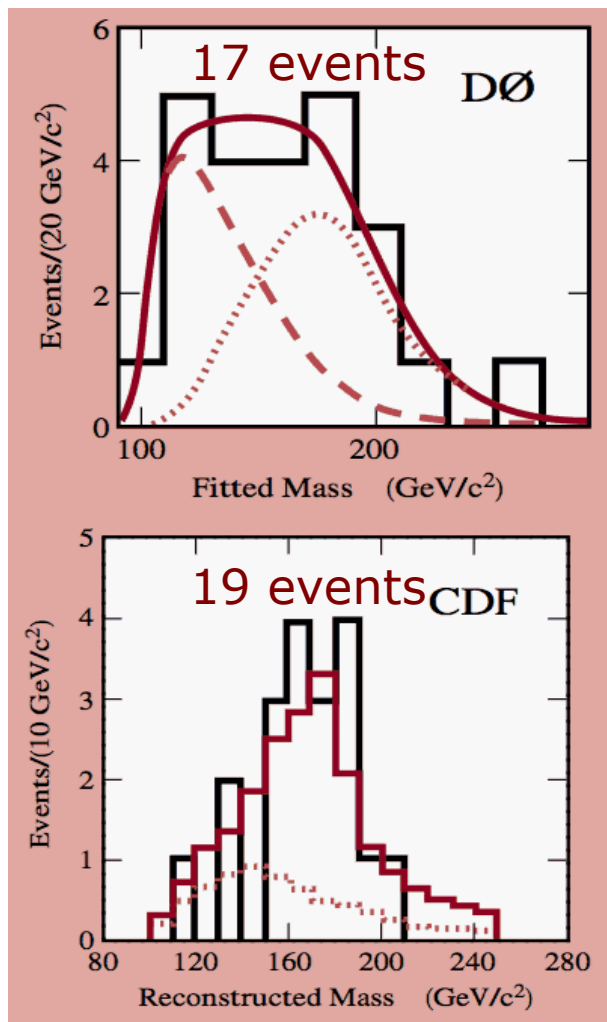 6
17 events
DØ
4
Events/(20 GeV/c²)
2
0
100 200
Fitted Mass (GeV/c²)
5
19 events
CDF
4
3
Events/(10 GeV/c²)
2
1
0
80 120 160 200 240 280
Reconstructed Mass (GeV/c²)